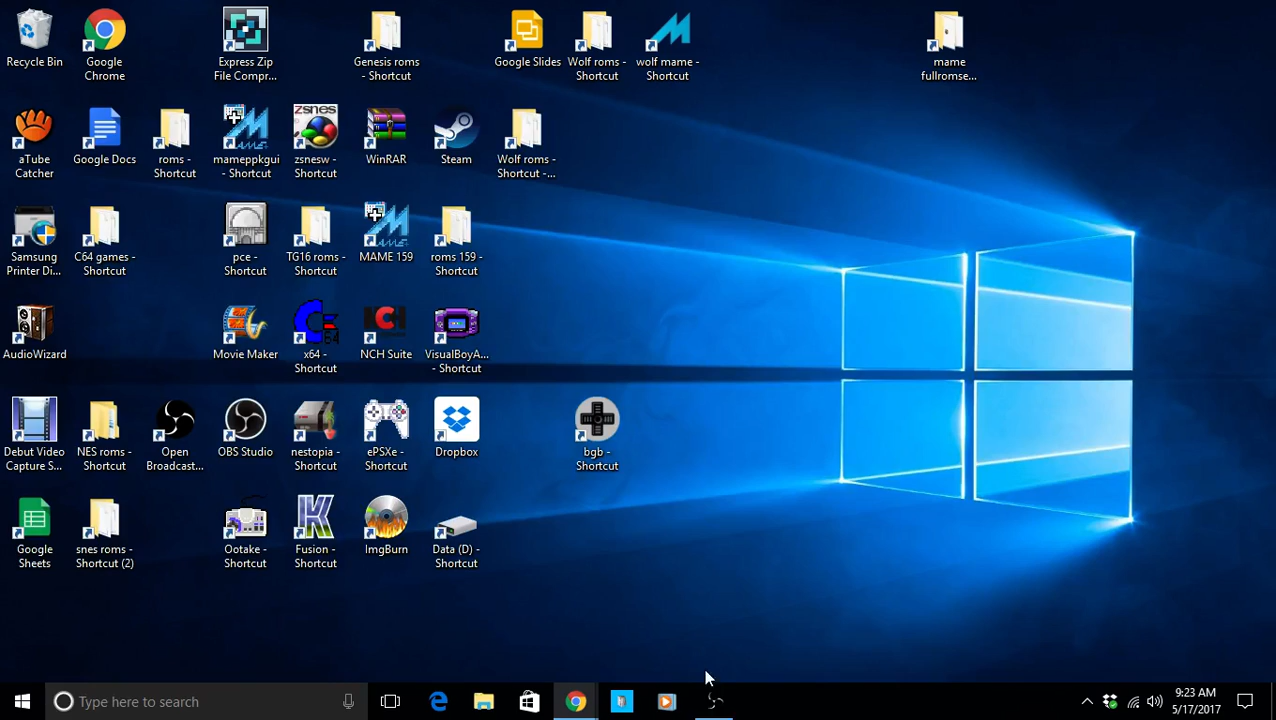 Recycle Bin
Google
Chrome
Express Zip
File Compr...
Genesis roms
- Shortcut
Google Slides
Wolf roms -
Shortcut
wolf mame -
Shortcut
mame
fullromse...
aTube
Catcher
Google Docs
roms -
Shortcut
mameppkgui
- Shortcut
zsnes
zsnesw -
Shortcut
WinRAR
Steam
Wolf roms -
Shortcut -...
Samsung
Printer Di...
C64 games -
Shortcut
pce -
Shortcut
TG16 roms -
Shortcut
MAME 159
roms 159 -
Shortcut
AudioWizard
Movie Maker
x64 -
Shortcut
NCH
NCH Suite
VisualBoyA...
- Shortcut
Debut Video
Capture S...
NES roms -
Shortcut
Open
Broadcast...
OBS Studio
nestopia -
Shortcut
ePSXe -
Shortcut
Dropbox
bgb -
Shortcut
Google
Sheets
snes roms -
Shortcut (2)
Ootake -
Shortcut
Fusion -
Shortcut
ImgBurn
Data (D) -
Shortcut
Type here to search
9:23 AM
5/17/2017